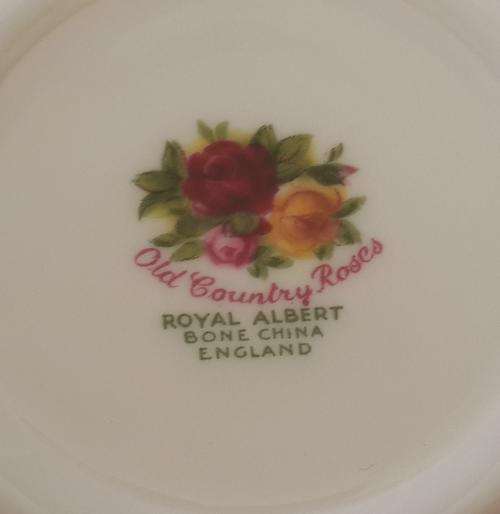 Old Country Roses
ROYAL ALBERT
BONE CHINA
ENGLAND